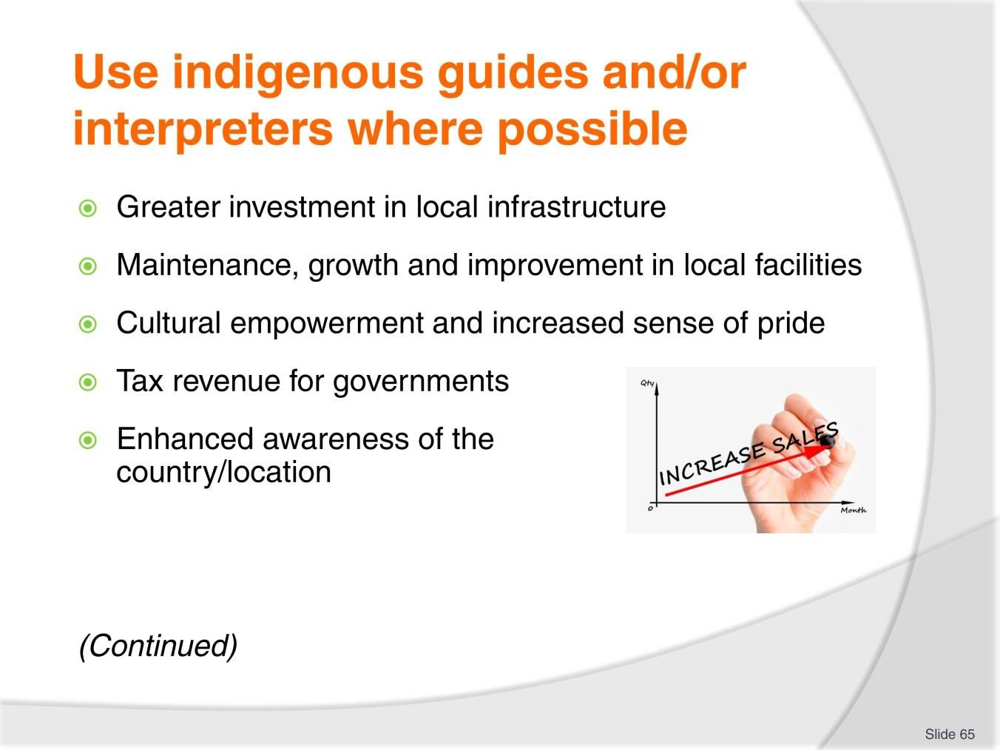 Use indigenous guides and/or
interpreters where possible
Greater investment in local infrastructure
Maintenance, growth and improvement in local facilities
Cultural empowerment and increased sense of pride
Tax revenue for governments
Enhanced awareness of the
country/location
Qty
INCREASE SALES
0
Month
(Continued)
Slide 65